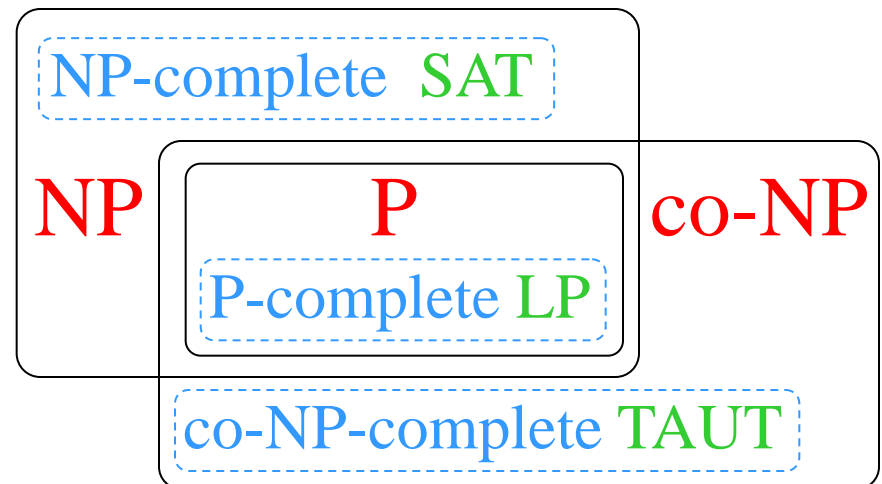 NP-complete SAT
NP P co-NP
P-complete LP
co-NP-complete TAUT